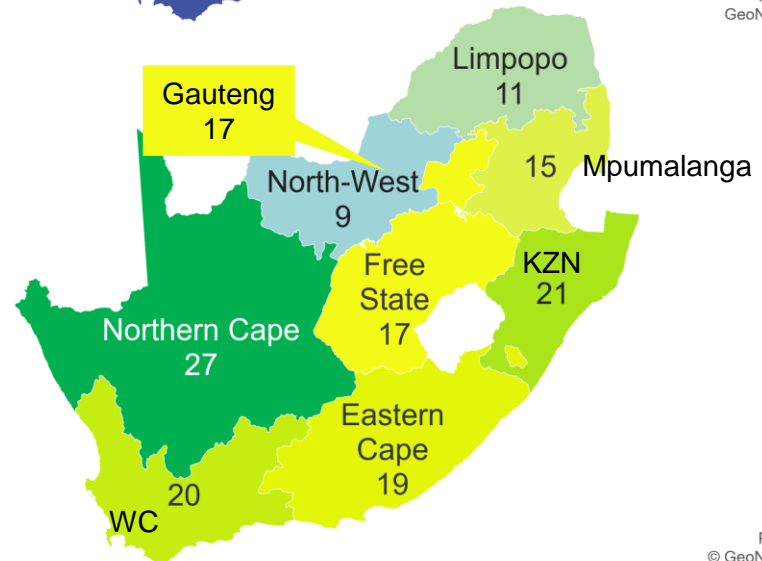 GeoN
Limpopo
11
Gauteng
17
15 Mpumalanga
North-West
9
KZN
21
Free
State
17
Northern Cape
27
Eastern
Cape
19
20
WC
© GeoN